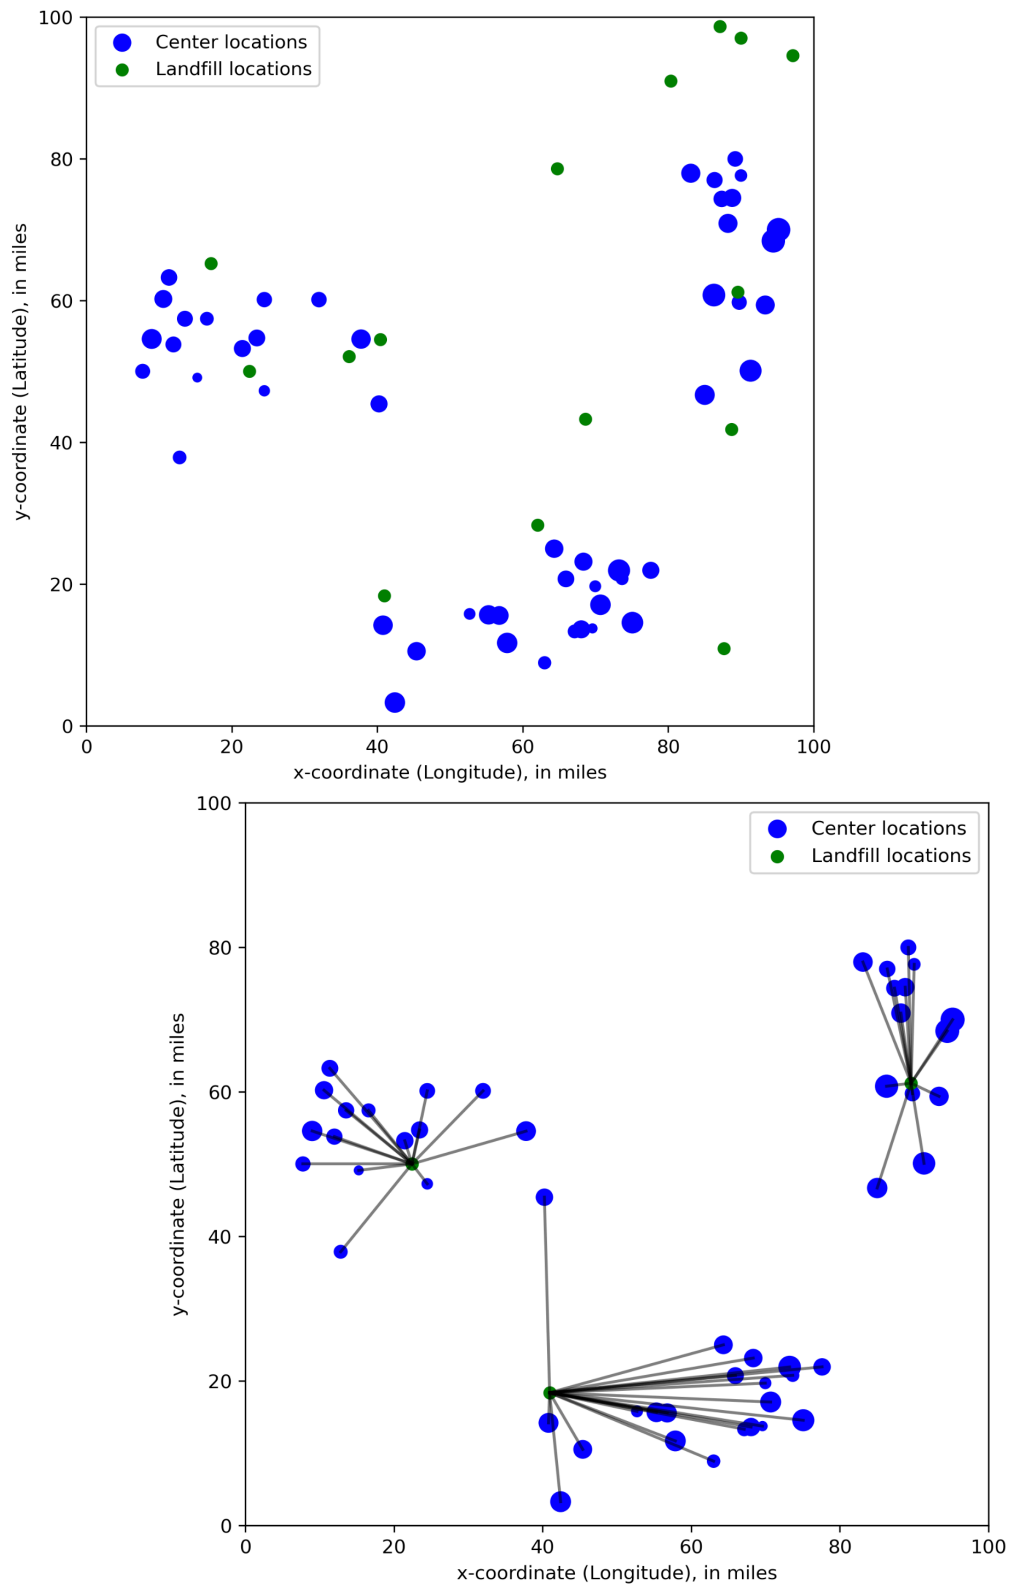 100
Center locations
Landfill locations
80
60
40
20
0
y-coordinate (Latitude), in miles
0 20 40 60 80 100
x-coordinate (Longitude), in miles
100
Center locations
Landfill locations
80
60
40
20
0
y-coordinate (Latitude), in miles
0 20 40 60 80 100
x-coordinate (Longitude), in miles